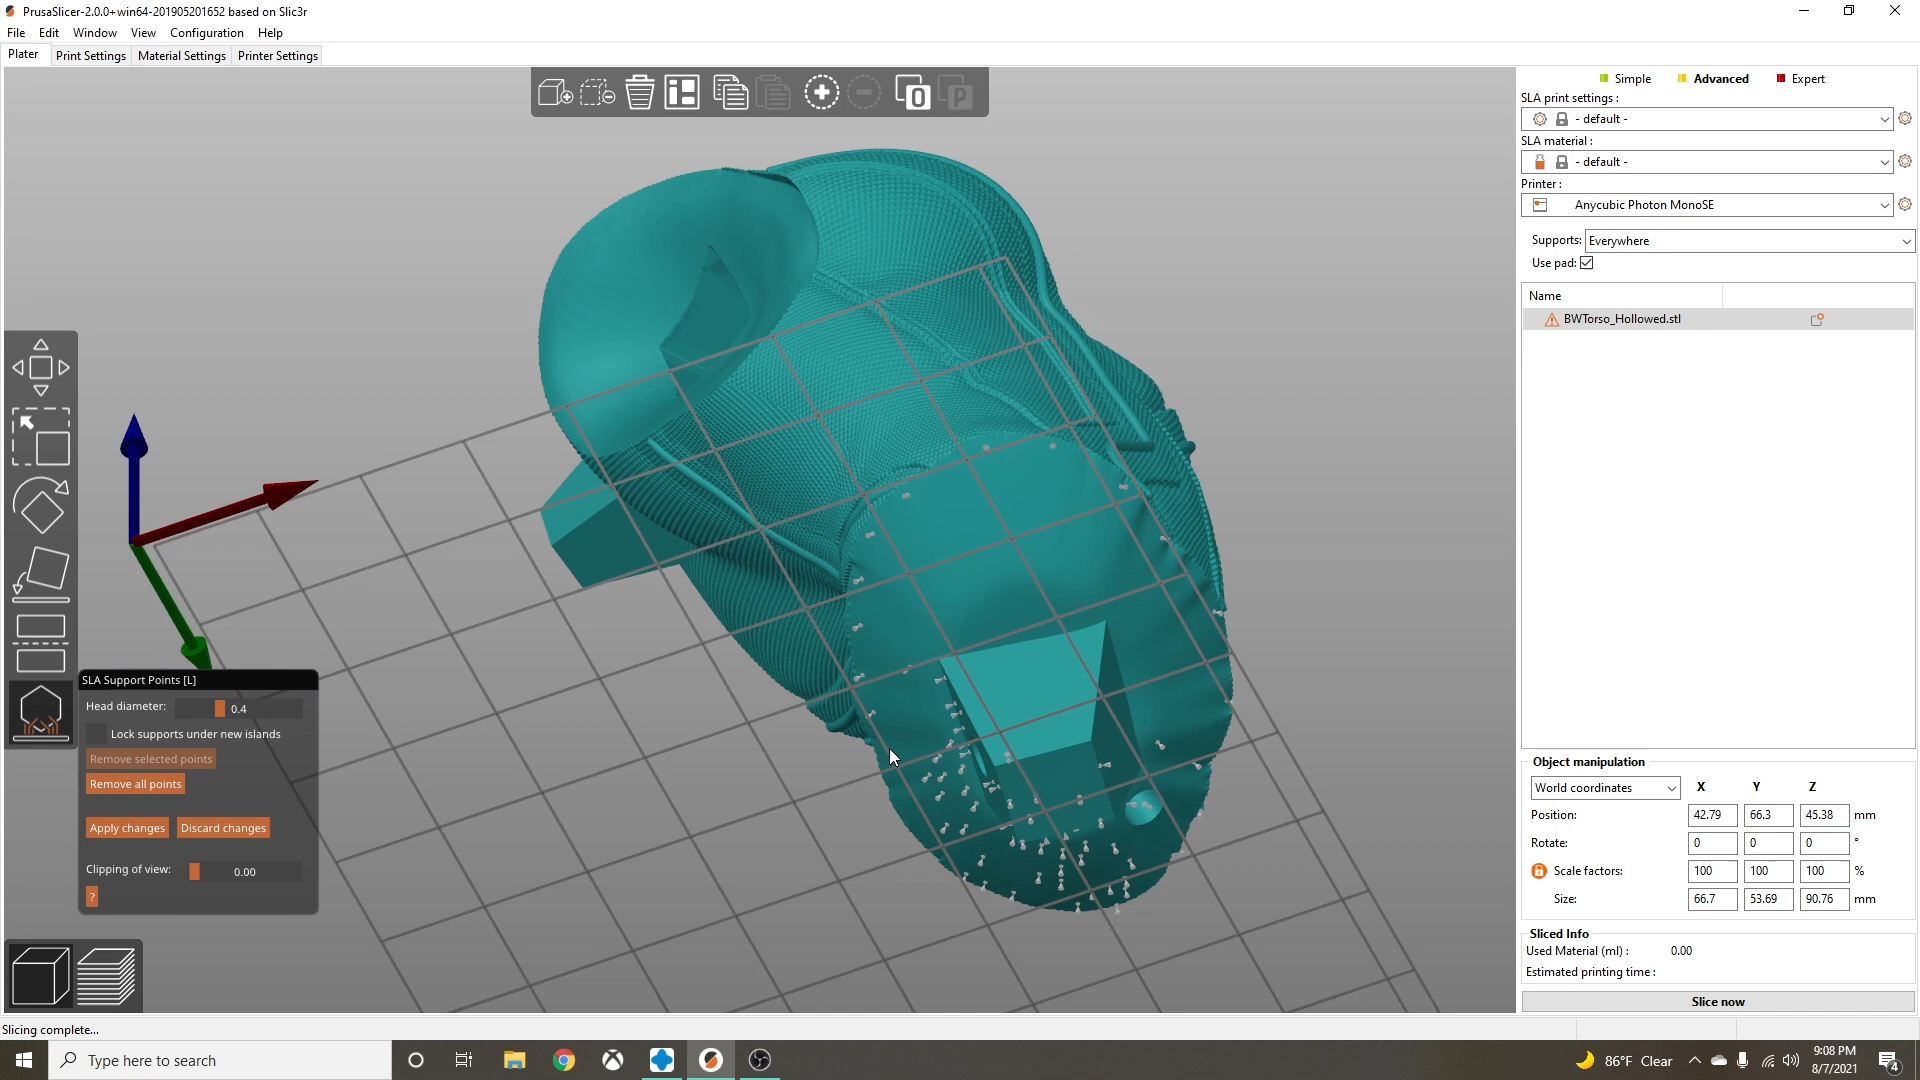 PrusaSlicer-2.0.0+win64-201905201652 based on Slic3r
File Edit Window View Configuration Help
Plater Print Settings Material Settings Printer Settings
O P
Simple Advanced Expert
SLA print settings :
- default -
SLA material :
- default -
Printer :
Anycubic Photon MonoSE
Supports: Everywhere
Use pad:
Name
BWTorso_Hollowed.stl
SLA Support Points [L]
Head diameter: 0.4
Lock supports under new islands
Remove selected points
Remove all points
Apply changes Discard changes
Clipping of view: 0.00
?
Object manipulation
World coordinates X Y Z
Position: 42.79 66.3 45.38 mm
Rotate: 0 0 0 °
Scale factors: 100 100 100 %
Size: 66.7 53.69 90.76 mm
Sliced Info
Used Material (ml) : 0.00
Estimated printing time :
Slice now
Slicing complete...
Type here to search
86°F Clear
9:08 PM
8/7/2021
4